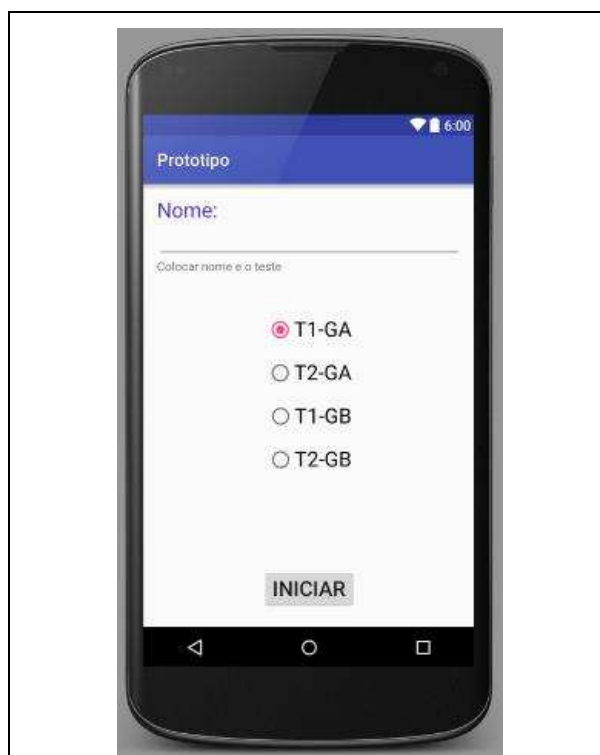 6:00
Prototipo
Nome:
Colocar nome e o teste
T1-GA
T2-GA
T1-GB
T2-GB
INICIAR